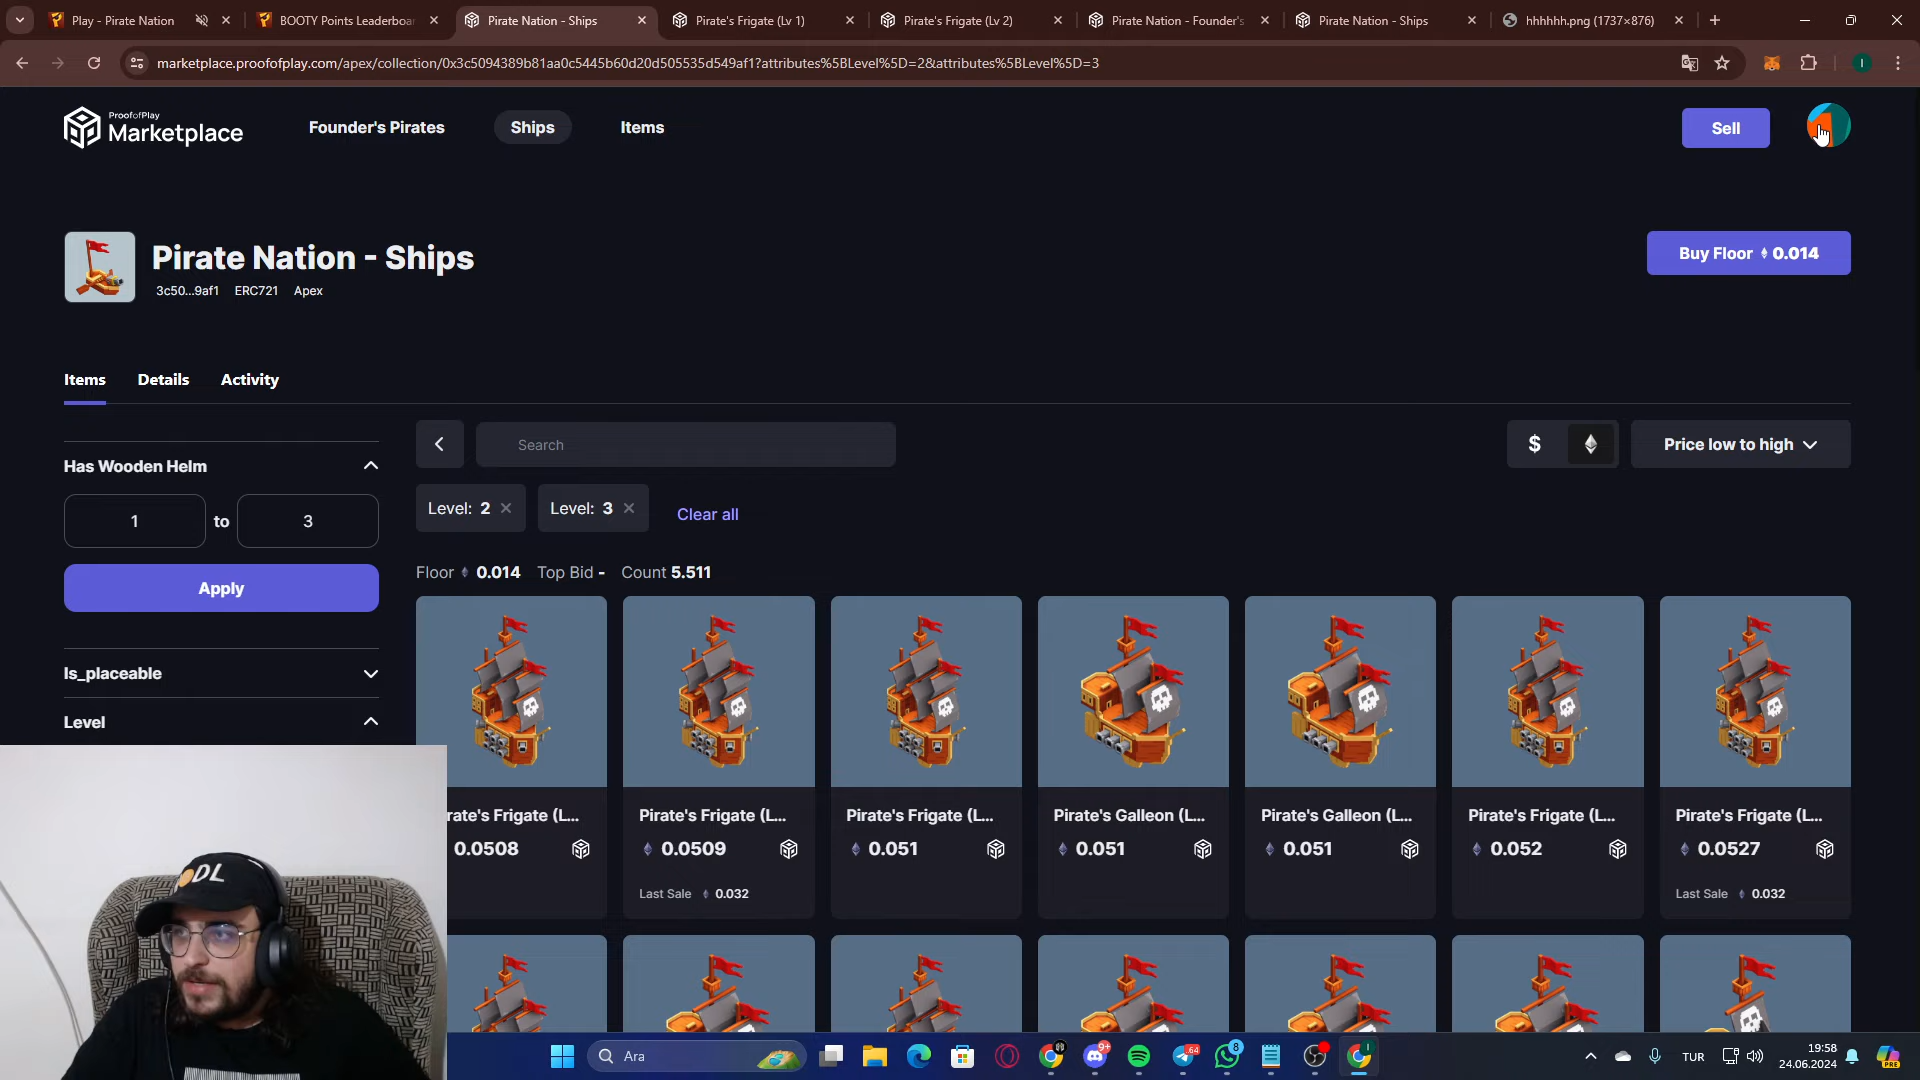 Play - Pirate Nation
BOOTY Points Leaderboar
Pirate Nation - Ships
Pirate's Frigate (Lv 1)
Pirate's Frigate (Lv 2)
Pirate Nation - Founder's
Pirate Nation - Ships
hhhhhh.png (1737×876)
marketplace.proofofplay.com/apex/collection/0x3c5094389b81aa0c5445b60d20d505535d549af1?attributes%5BLevel%5D=2&attributes%5BLevel%5D=3
ProofofPlay
Marketplace
Founder's Pirates
Ships
Items
Sell
Pirate Nation - Ships
3c50...9af1 ERC721 Apex
Buy Floor 0.014
Items Details Activity
Has Wooden Helm
1 to 3
Apply
Is_placeable
Level
Search
$
Price low to high
Level: 2
Level: 3
Clear all
Floor 0.014 Top Bid - Count 5.511
rate's Frigate (L...
0.0508
Pirate's Frigate (L...
0.0509
Last Sale 0.032
Pirate's Frigate (L...
0.051
Pirate's Galleon (L...
0.051
Pirate's Galleon (L...
0.051
Pirate's Frigate (L...
0.052
Pirate's Frigate (L...
0.0527
Last Sale 0.032
DL
Ara
9+
64
8
TUR
19:58
24.06.2024
PRE